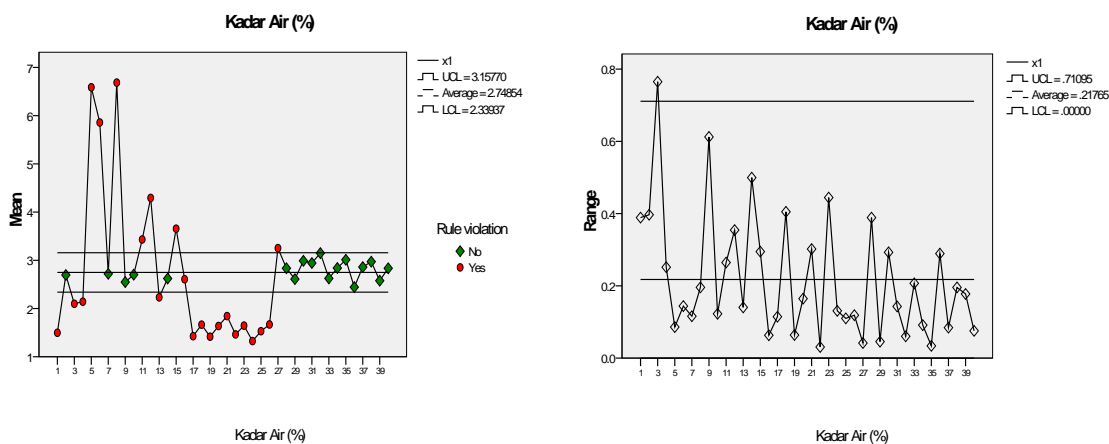 Kadar Air (%)
7
6
5
4
3
2
1
Mean
1 3 5 7 9 11 13 15 17 19 21 23 25 27 29 31 33 35 37 39
Kadar Air (%)
x1
UCL = 3.15770
Average = 2.74854
LCL = 2.33937
Rule violation
No
Yes
Kadar Air (%)
0.8
0.6
0.4
0.2
0.0
Range
1 3 5 7 9 11 13 15 17 19 21 23 25 27 29 31 33 35 37 39
Kadar Air (%)
x1
UCL = .71095
Average = .21765
LCL = .00000